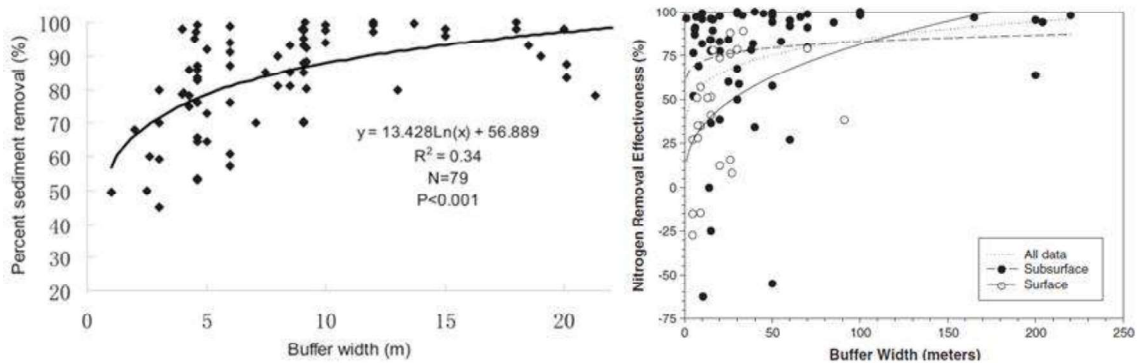 Percent sediment removal (%)
100
90
80
70
60
50
40
30
20
y = 13.428Ln(x) + 56.889
R² = 0.34
N=79
P<0.001
0 5 10 15 20
Buffer width (m)
Nitrogen Removal Effectiveness (%)
100
75
50
25
0
-25
-50
-75
All data
Subsurface
Surface
0 50 100 150 200 250
Buffer Width (meters)